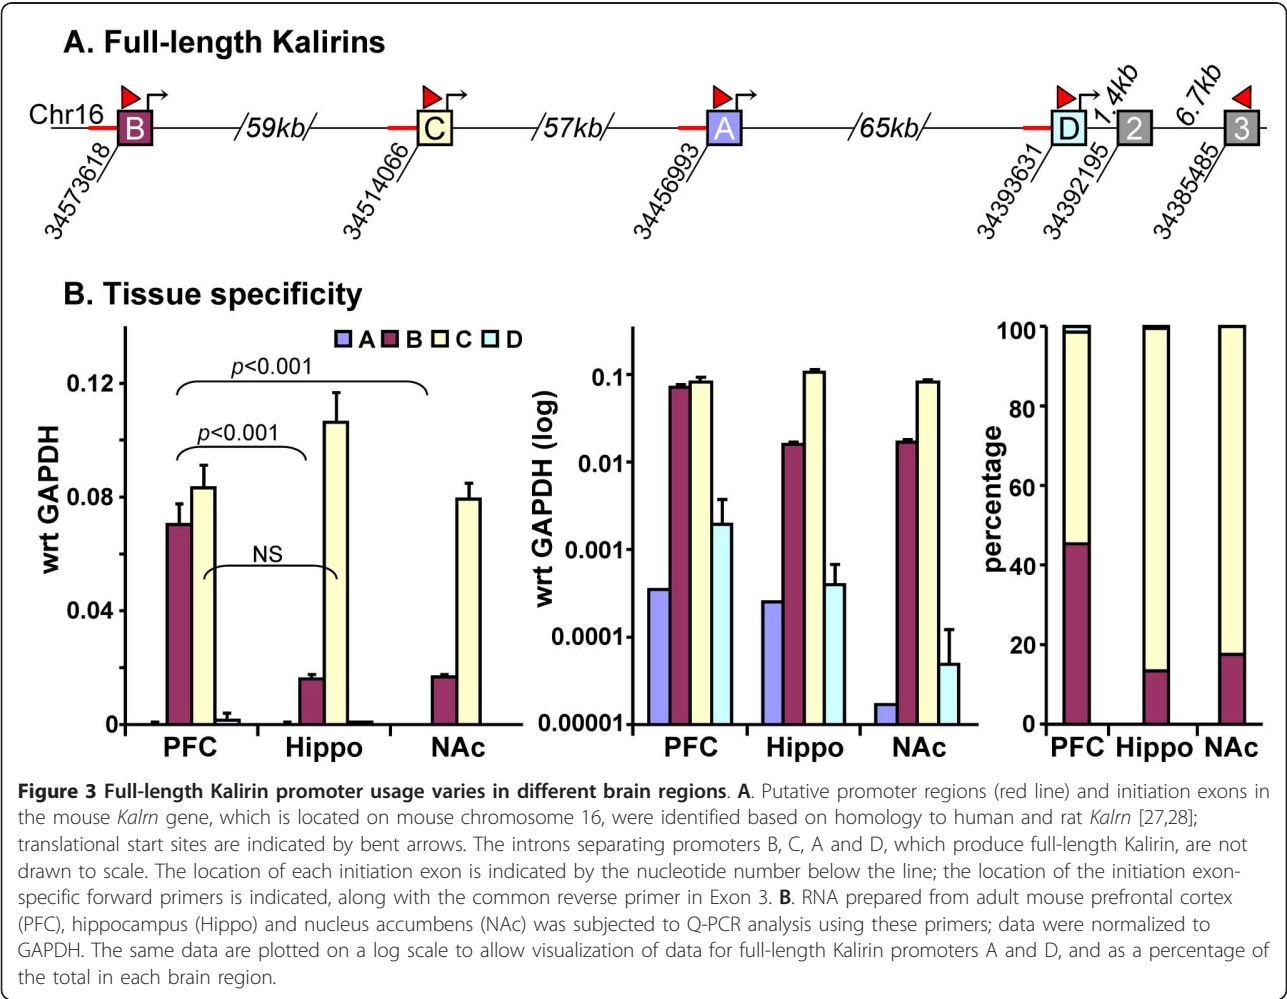 A. Full-length Kalirins
1.4kb
6.7kb
Chr16
B
/59kb/
C
/57kb/
A
/65kb/
D
2
3
34573618
34514066
34456993
34393631
34392195
34385485
B. Tissue specificity
A B C D
p<0.001
p<0.001
NS
wrt GAPDH
0.12
0.08
0.04
0
PFC Hippo NAc
wrt GAPDH (log)
0.1
0.01
0.001
0.0001
0.00001
PFC Hippo NAc
percentage
100
80
60
40
20
0
PFC Hippo NAc
Figure 3 Full-length Kalirin promoter usage varies in different brain regions. A. Putative promoter regions (red line) and initiation exons in
the mouse Kalrn gene, which is located on mouse chromosome 16, were identified based on homology to human and rat Kalrn [27,28];
translational start sites are indicated by bent arrows. The introns separating promoters B, C, A and D, which produce full-length Kalirin, are not
drawn to scale. The location of each initiation exon is indicated by the nucleotide number below the line; the location of the initiation exon-
specific forward primers is indicated, along with the common reverse primer in Exon 3. B. RNA prepared from adult mouse prefrontal cortex
(PFC), hippocampus (Hippo) and nucleus accumbens (NAc) was subjected to Q-PCR analysis using these primers; data were normalized to
GAPDH. The same data are plotted on a log scale to allow visualization of data for full-length Kalirin promoters A and D, and as a percentage of
the total in each brain region.